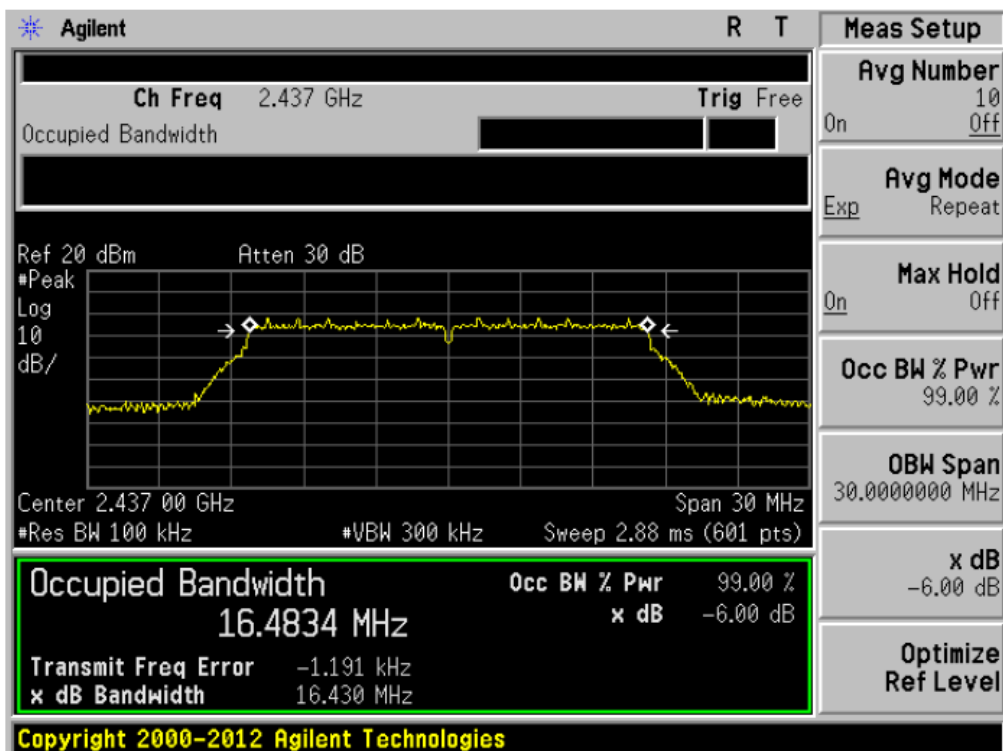 Agilent R T
Ch Freq 2.437 GHz Trig Free
Occupied Bandwidth
Ref 20 dBm Atten 30 dB
#Peak
Log
10
dB/
Center 2.437 00 GHz Span 30 MHz
#Res BW 100 kHz #VBW 300 kHz Sweep 2.88 ms (601 pts)
Occupied Bandwidth Occ BW % Pwr 99.00 %
16.4834 MHz x dB -6.00 dB
Transmit Freq Error -1.191 kHz
x dB Bandwidth 16.430 MHz
Copyright 2000-2012 Agilent Technologies
Meas Setup
Avg Number
10
On Off
Avg Mode
Exp Repeat
Max Hold
On Off
Occ BW % Pwr
99.00 %
OBW Span
30.0000000 MHz
x dB
-6.00 dB
Optimize
Ref Level